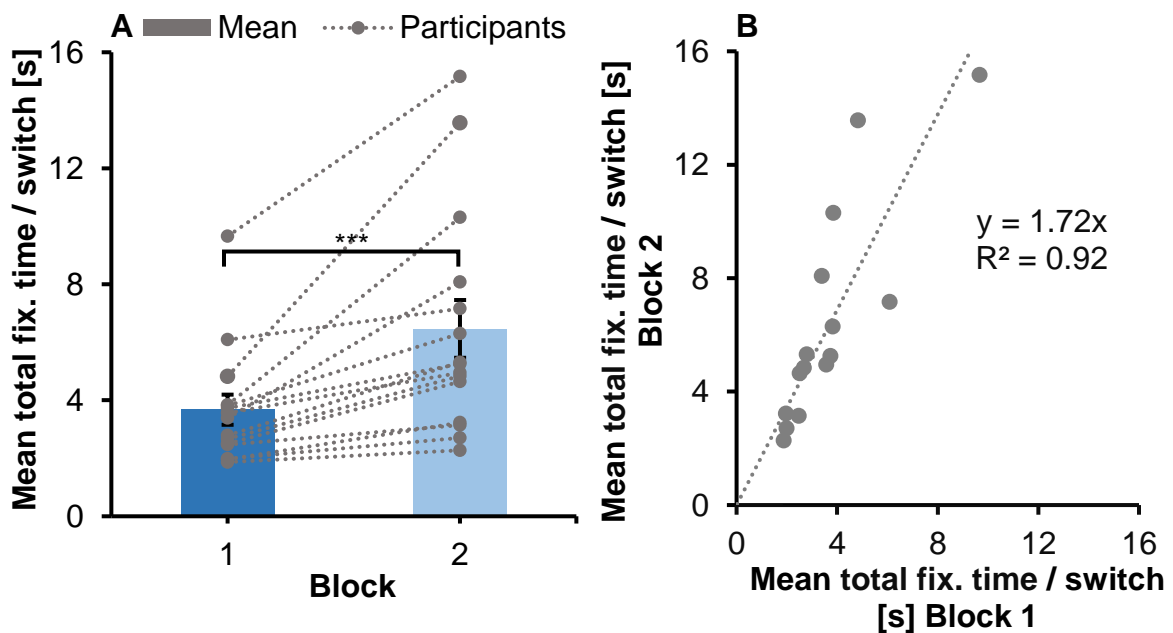 A
Mean
Participants
Mean total fix. time / switch [s]
16
12
8
4
0
***
1
2
Block
B
Mean total fix. time / switch [s]
Block 2
16
12
8
4
0
y = 1.72x
R² = 0.92
0
4
8
12
16
Mean total fix. time / switch
[s] Block 1